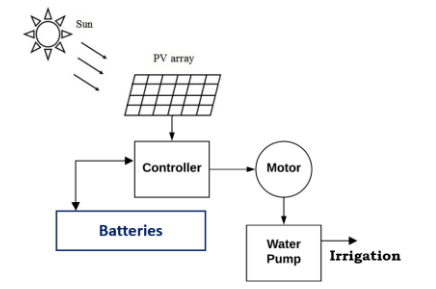 Sun
PV array
Controller
Motor
Batteries
Water
Pump
Irrigation